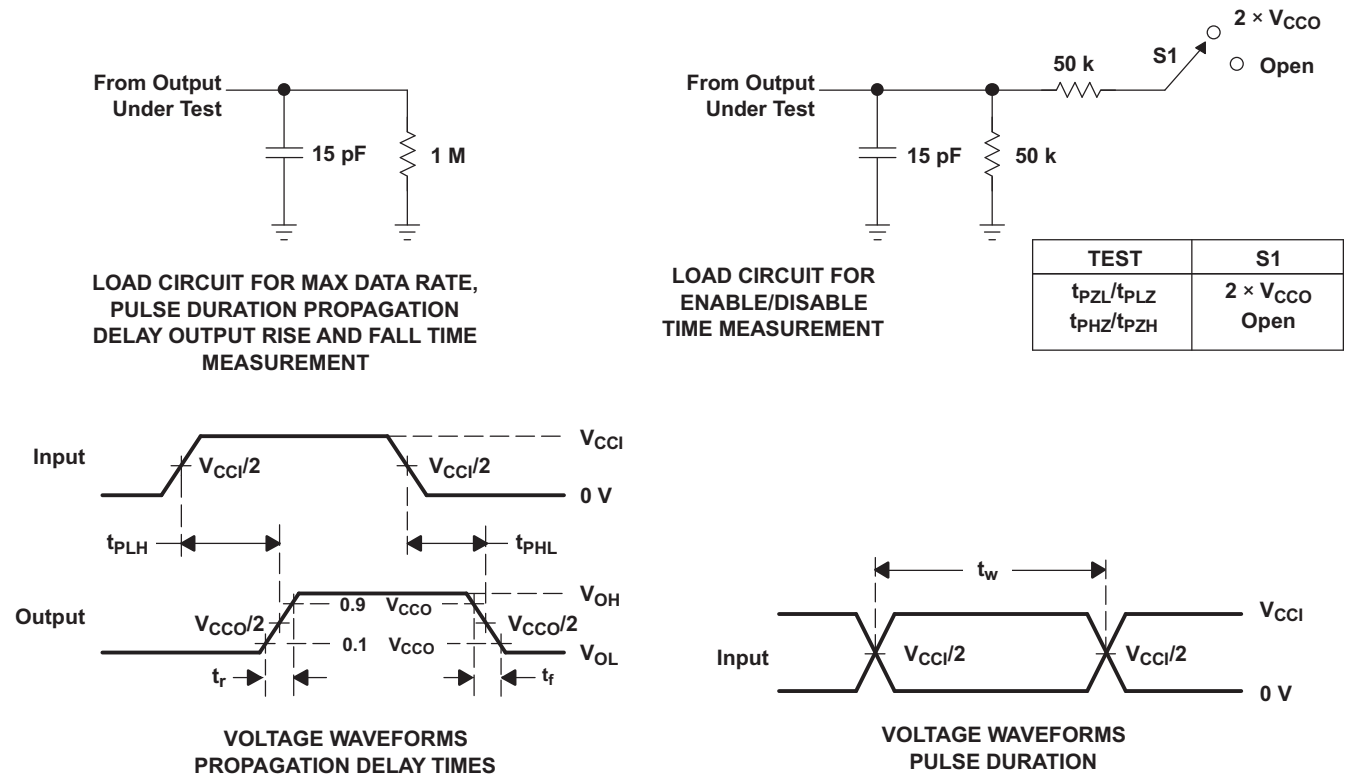 From Output
Under Test
15 pF
1 M
LOAD CIRCUIT FOR MAX DATA RATE,
PULSE DURATION PROPAGATION
DELAY OUTPUT RISE AND FALL TIME
MEASUREMENT
From Output
Under Test
15 pF
50 k
50 k
S1
2 × VCCO
Open
LOAD CIRCUIT FOR
ENABLE/DISABLE
TIME MEASUREMENT
TEST S1
tPZL/tPLZ 2 × VCCO
tPHZ/tPZH Open
Input
VCCI/2
VCCI/2
VCCI
0 V
tPLH
tPHL
Output
VCCO/2
0.9 VCCO
0.1 VCCO
VCCO/2
VOH
VOL
tr
tf
VOLTAGE WAVEFORMS
PROPAGATION DELAY TIMES
tw
Input
VCCI/2
VCCI/2
VCCI
0 V
VOLTAGE WAVEFORMS
PULSE DURATION